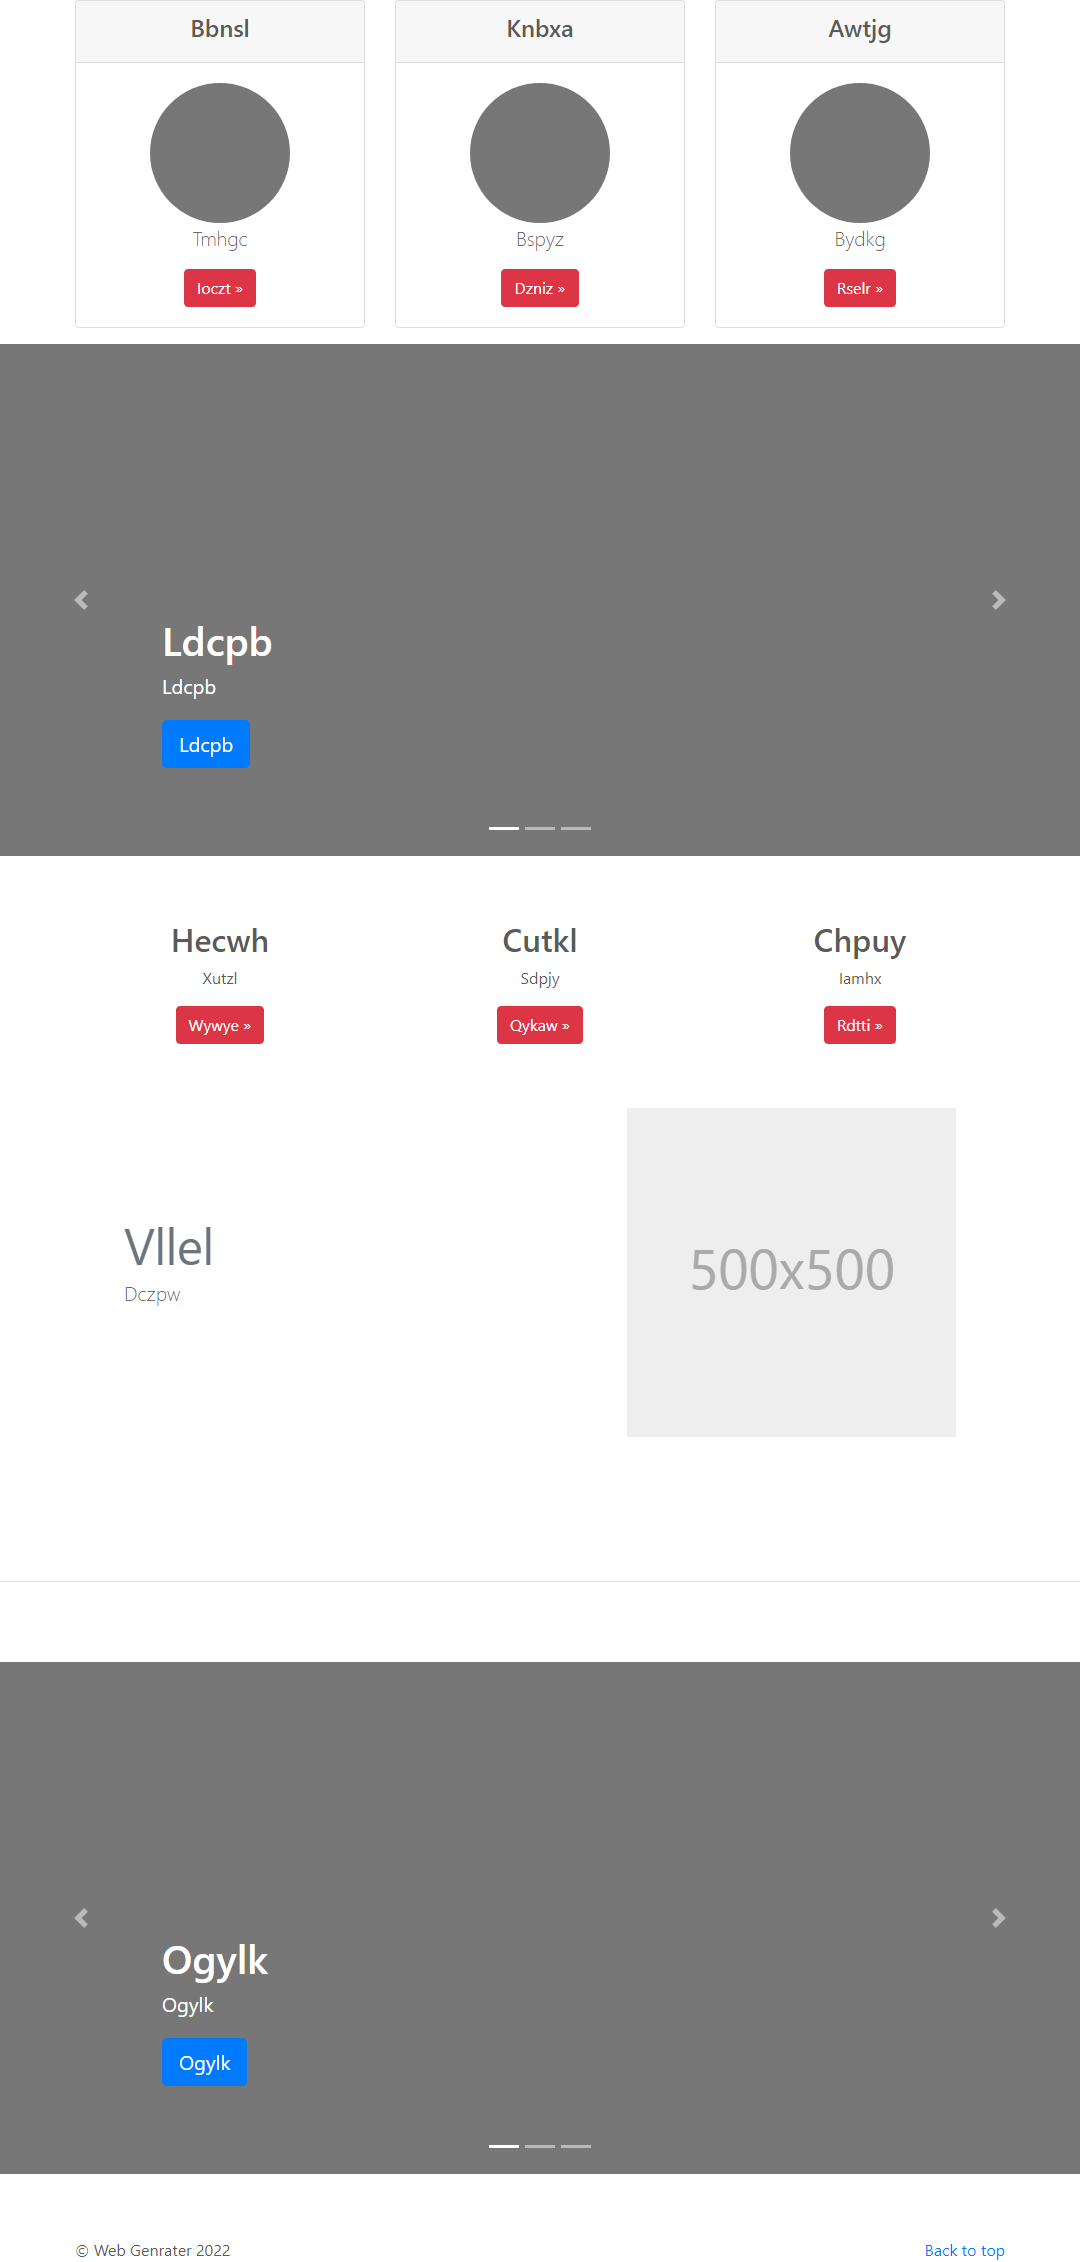 Bbnsl Knbxa Awtjg
Tmhgc Bspyz Bydkg
Ioczt » Dzniz » Rselr »
Ldcpb
Ldcpb
Ldcpb
Hecwh Cutkl Chpuy
Xutzl Sdpjy Iamhx
Wywye » Qykaw » Rdtti »
Vllel
Dczpw
500x500
Ogylk
Ogylk
Ogylk
© Web Genrater 2022 Back to top